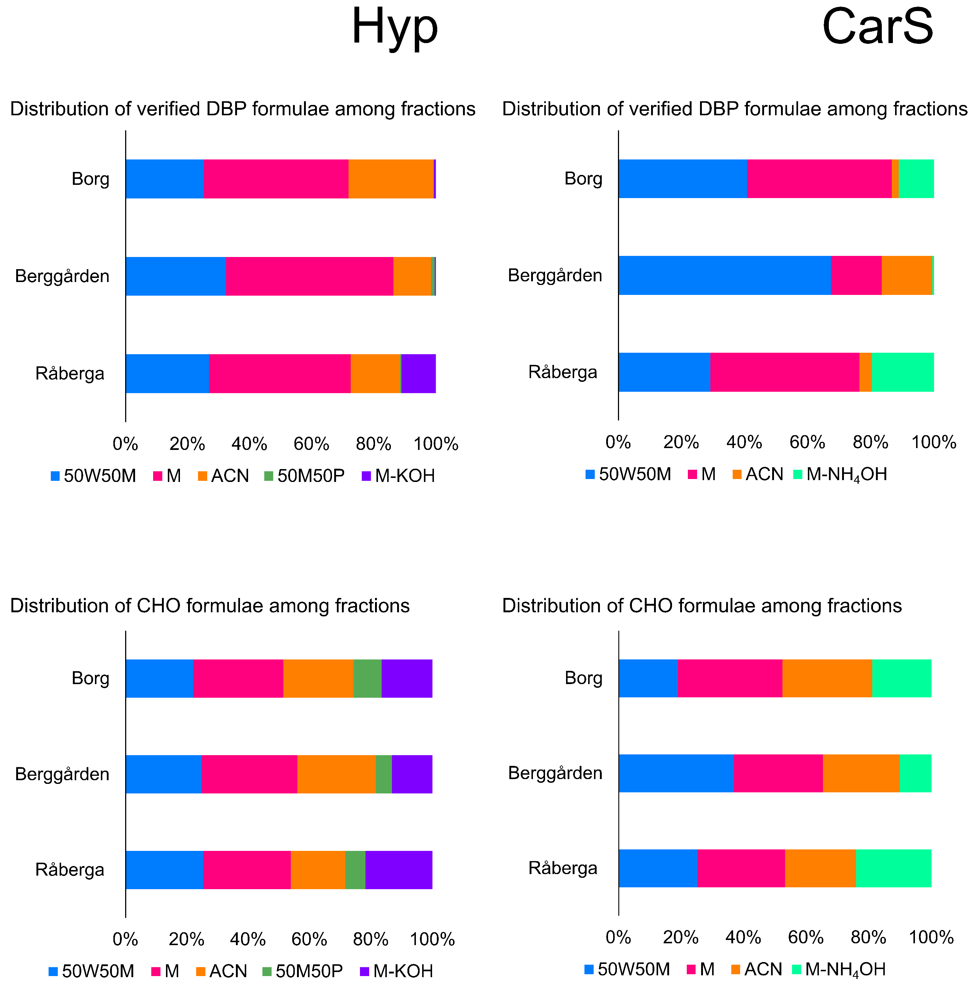 Hyp
CarS
Distribution of verified DBP formulae among fractions
Borg
Berggården
Råberga
0% 20% 40% 60% 80% 100%
50W50M M ACN 50M50P M-KOH
Distribution of verified DBP formulae among fractions
Borg
Berggården
Råberga
0% 20% 40% 60% 80% 100%
50W50M M ACN M-NH₄OH
Distribution of CHO formulae among fractions
Borg
Berggården
Råberga
0% 20% 40% 60% 80% 100%
50W50M M ACN 50M50P M-KOH
Distribution of CHO formulae among fractions
Borg
Berggården
Råberga
0% 20% 40% 60% 80% 100%
50W50M M ACN M-NH₄OH